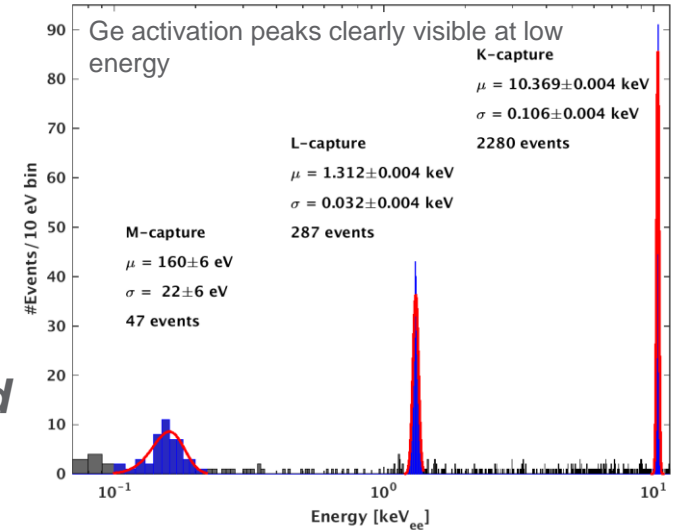 Ge activation peaks clearly visible at low
energy
K-capture
μ = 10.369±0.004 keV
σ = 0.106±0.004 keV
2280 events
L-capture
μ = 1.312±0.004 keV
σ = 0.032±0.004 keV
287 events
M-capture
μ = 160±6 eV
σ = 22±6 eV
47 events
#Events/10 eV bin
90
80
70
60
50
40
30
20
10
0
10⁻¹
10⁰
10¹
Energy [keVₑₑ]
d